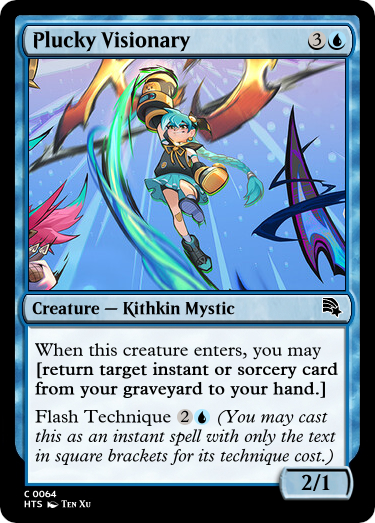 Plucky Visionary 3
Creature — Kithkin Mystic
When this creature enters, you may
[return target instant or sorcery card
from your graveyard to your hand.]
Flash Technique 2 (You may cast
this as an instant spell with only the text
in square brackets for its technique cost.)
2/1
C 0064
HTS Ten Xu